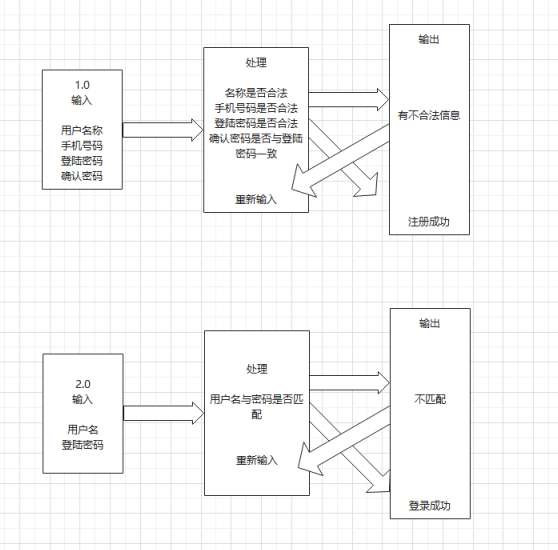 1.0
输入
用户名称
手机号码
登陆密码
确认密码
处理
名称是否合法
手机号码是否合法
登陆密码是否合法
确认密码是否与登陆
密码一致
重新输入
输出
有不合法信息
注册成功
2.0
输入
用户名
登陆密码
处理
用户名与密码是否匹
配
重新输入
输出
不匹配
登录成功